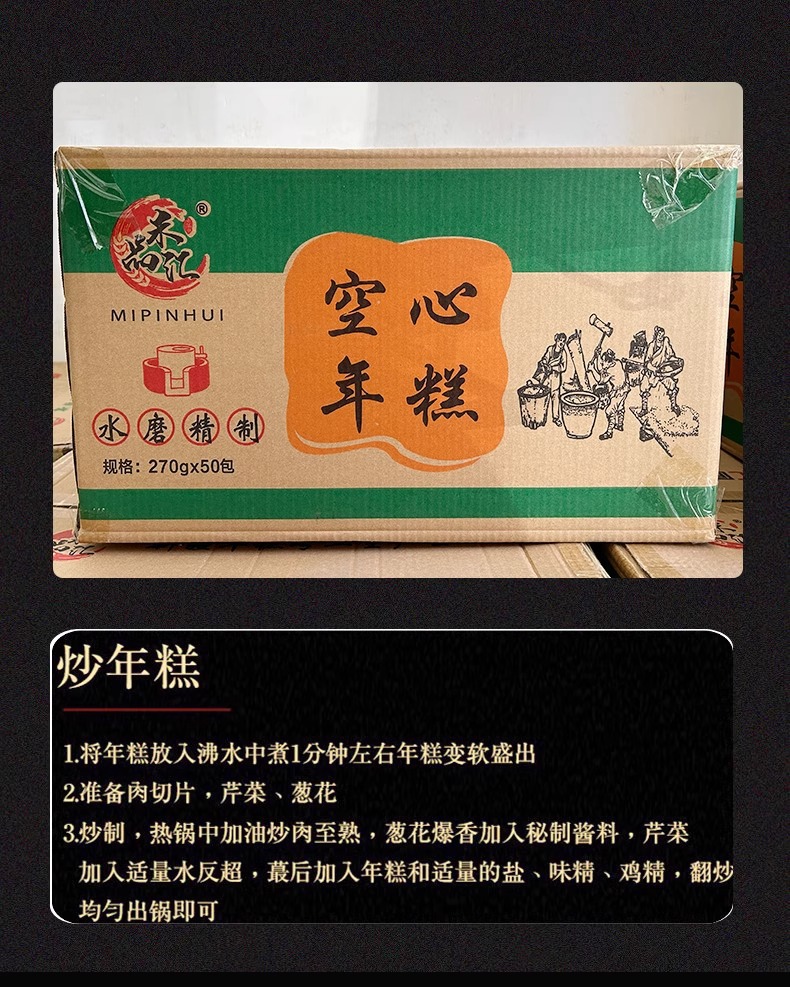 米品汇
®
MIPINHUI
空心
年糕
水磨精制
规格：270gx50包
炒年糕
1.将年糕放入沸水中煮1分钟左右年糕变软盛出
2.准备肉切片，芹菜、葱花
3.炒制，热锅中加油炒肉至熟，葱花爆香加入秘制酱料，芹菜
加入适量水反超，蕞后加入年糕和适量的盐、味精、鸡精，翻炒
均匀出锅即可